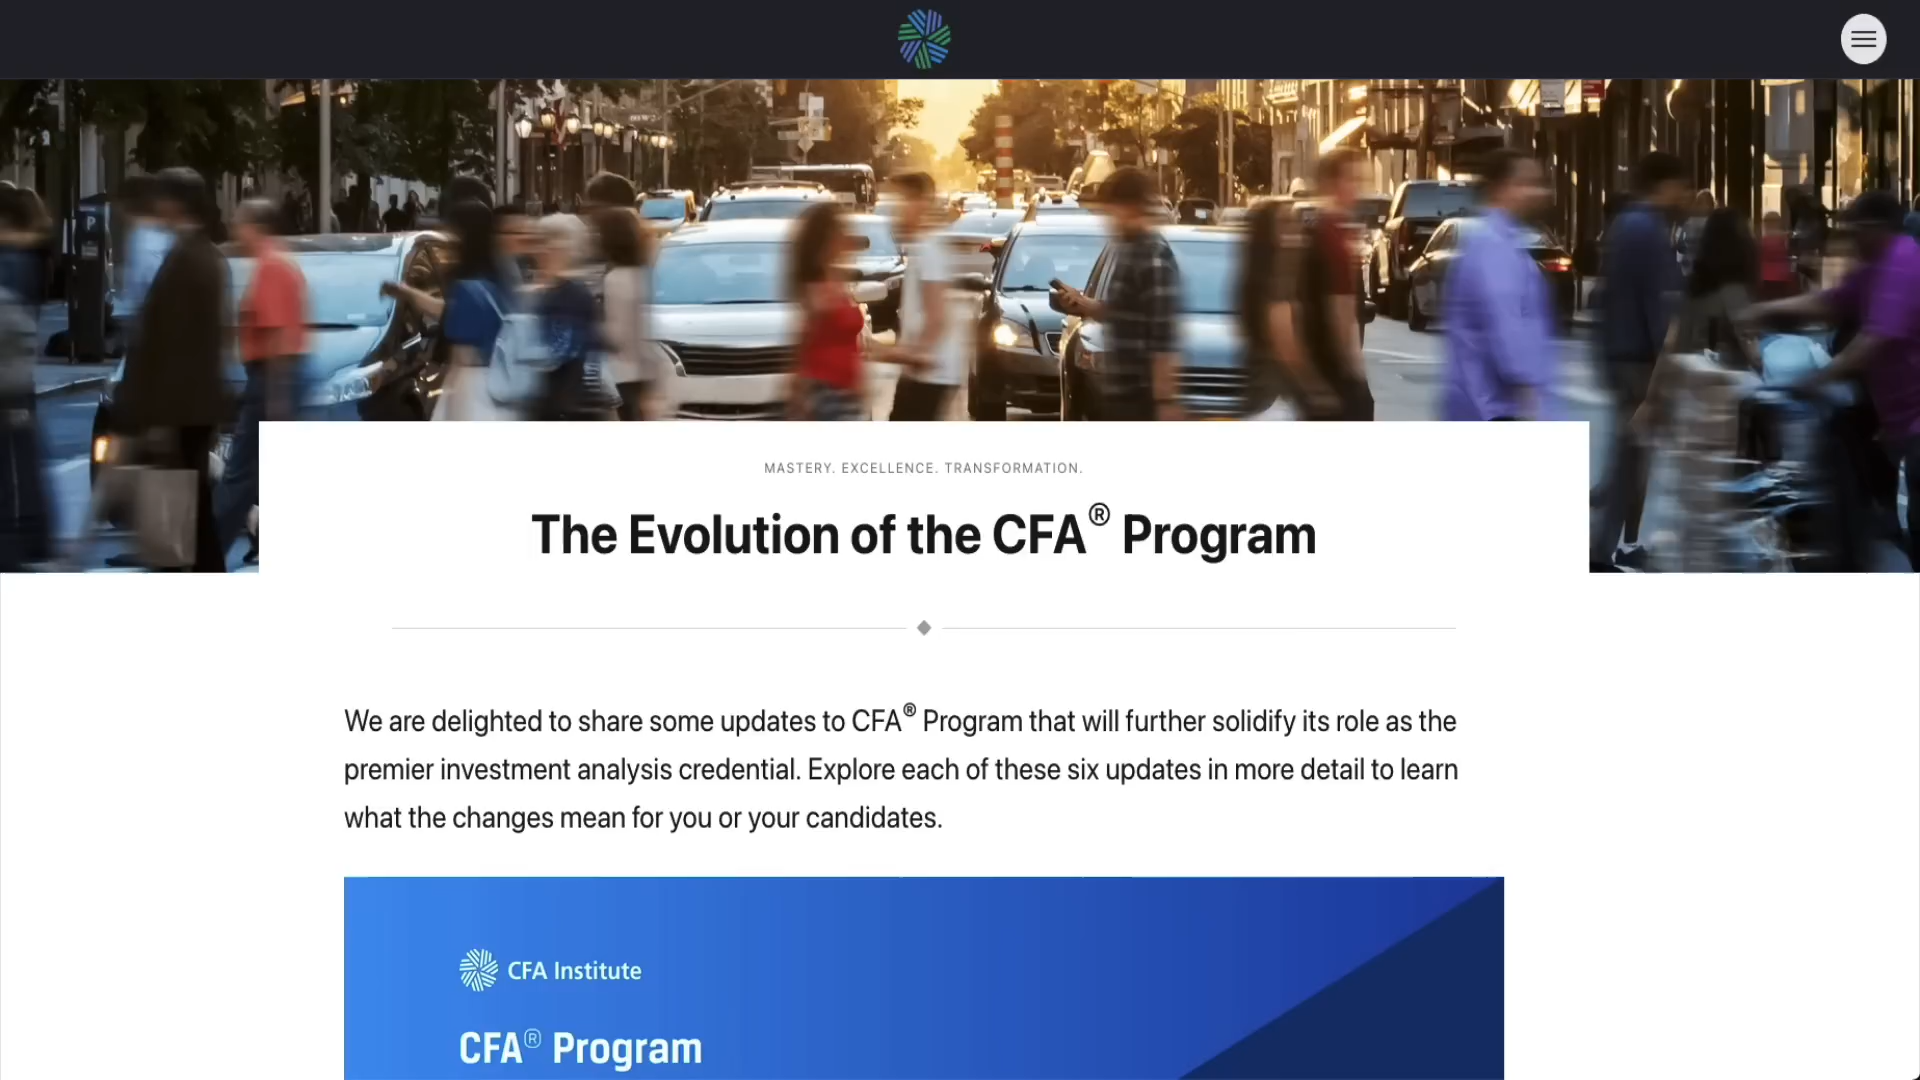 P
MASTERY. EXCELLENCE. TRANSFORMATION.
The Evolution of the CFA® Program
We are delighted to share some updates to CFA® Program that will further solidify its role as the
premier investment analysis credential. Explore each of these six updates in more detail to learn
what the changes mean for you or your candidates.
CFA Institute
CFA® Program